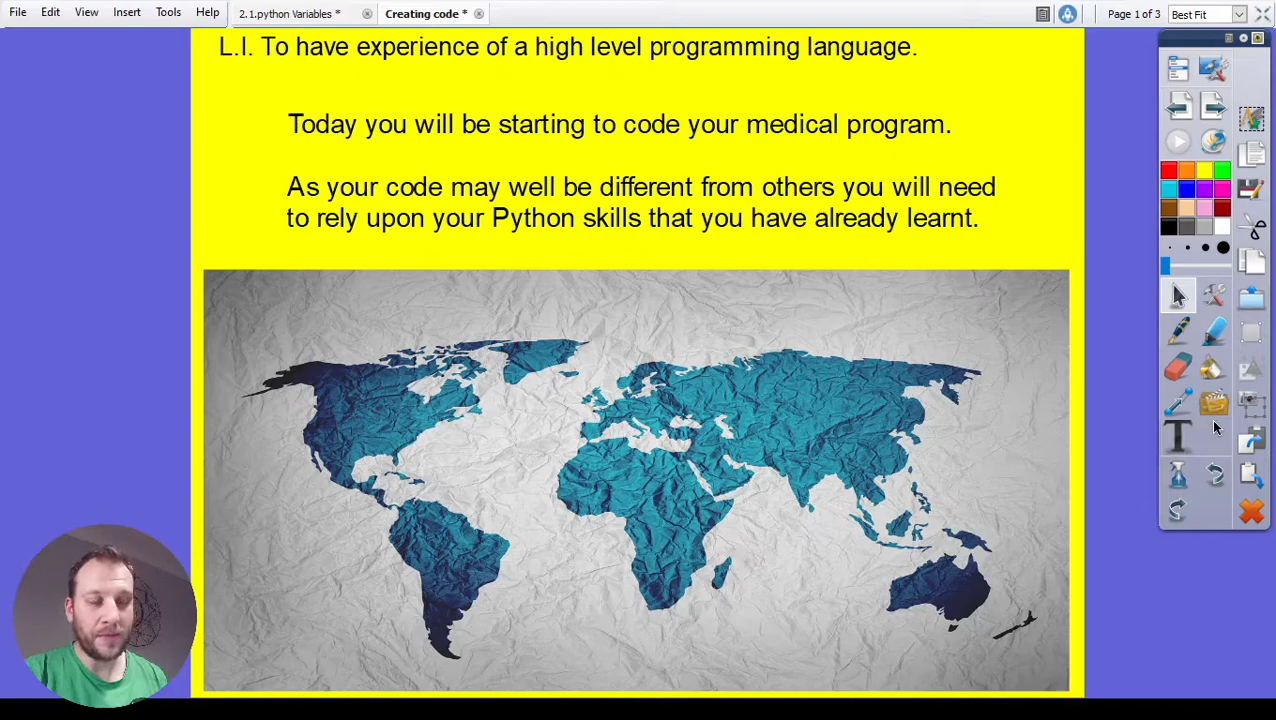 File Edit View Insert Tools Help 2.1.python Variables * Creating code * Page 1 of 3 Best Fit
L.I. To have experience of a high level programming language.
Today you will be starting to code your medical program.
As your code may well be different from others you will need
to rely upon your Python skills that you have already learnt.
T